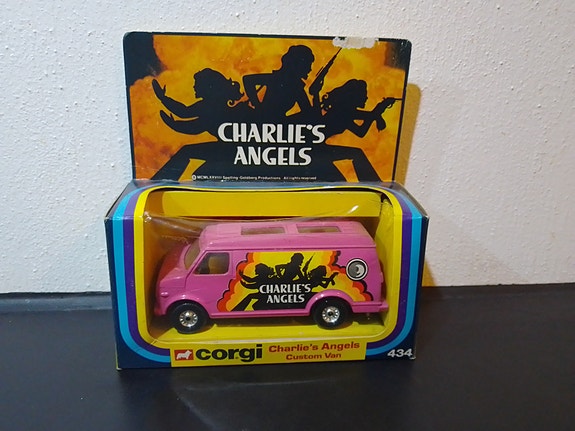 CHARLIE'S
ANGELS
© MCMLXXVIII Spelling-Goldberg Productions. All rights reserved
CHARLIE'S
ANGELS
corgi
Charlie's Angels
Custom Van
434